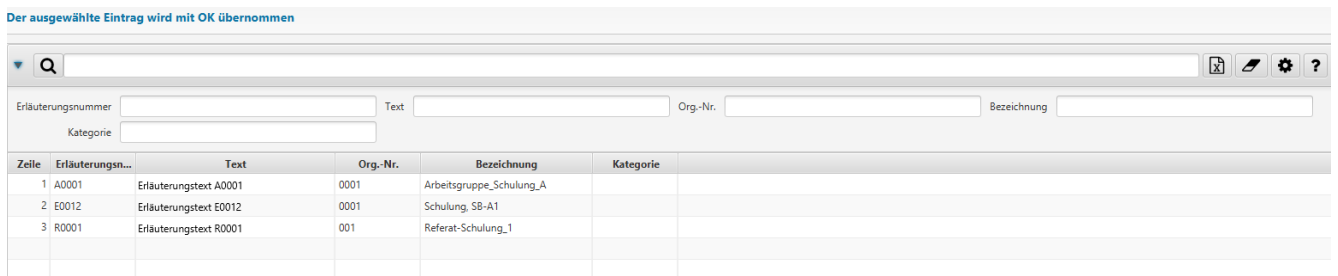 Der ausgewählte Eintrag wird mit OK übernommen
Erläuterungsnummer Text Org.-Nr. Bezeichnung
Kategorie
Zeile Erläuterungsn... Text Org.-Nr. Bezeichnung Kategorie
1 A0001 Erläuterungstext A0001 0001 Arbeitsgruppe_Schulung_A
2 E0012 Erläuterungstext E0012 0001 Schulung, SB-A1
3 R0001 Erläuterungstext R0001 001 Referat-Schulung_1